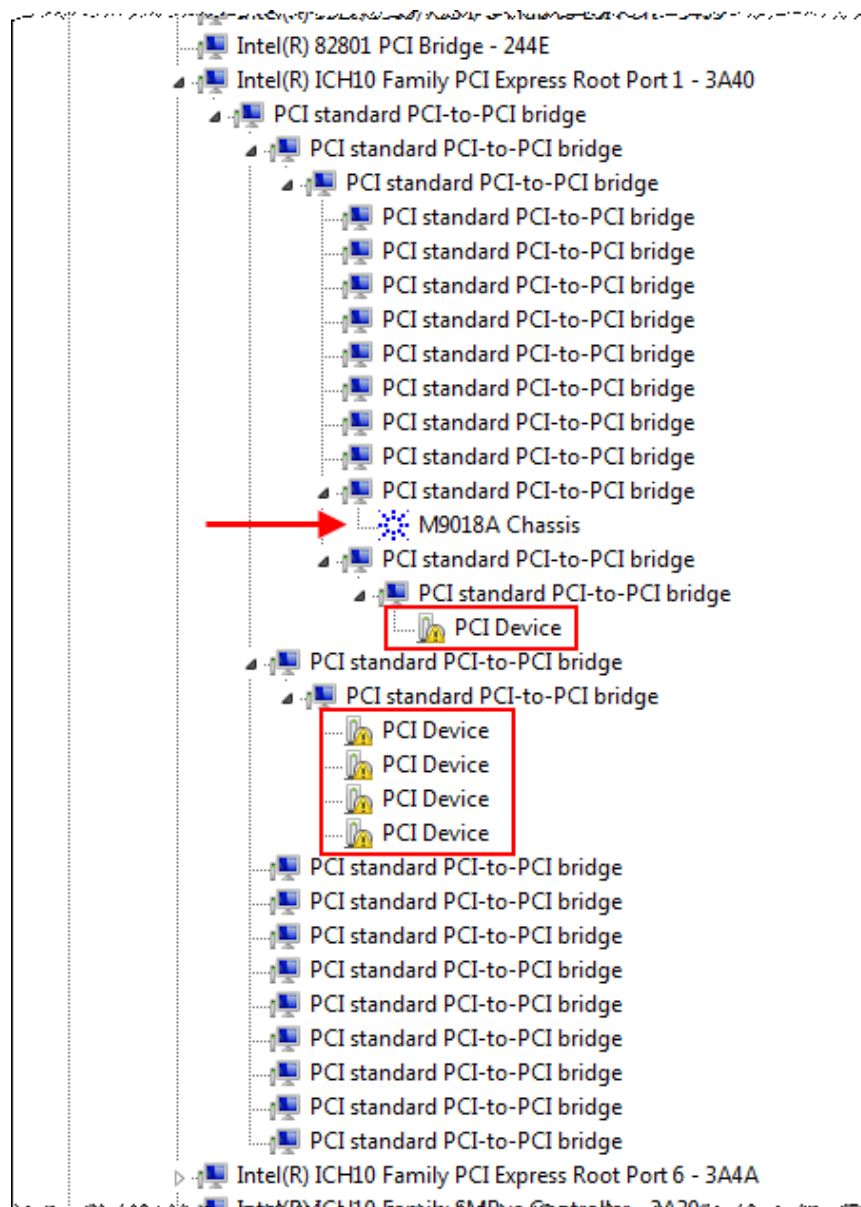 Intel(R) 82801 PCI Bridge - 244E
Intel(R) ICH10 Family PCI Express Root Port 1 - 3A40
PCI standard PCI-to-PCI bridge
PCI standard PCI-to-PCI bridge
PCI standard PCI-to-PCI bridge
PCI standard PCI-to-PCI bridge
PCI standard PCI-to-PCI bridge
PCI standard PCI-to-PCI bridge
PCI standard PCI-to-PCI bridge
PCI standard PCI-to-PCI bridge
PCI standard PCI-to-PCI bridge
PCI standard PCI-to-PCI bridge
PCI standard PCI-to-PCI bridge
PCI standard PCI-to-PCI bridge
M9018A Chassis
PCI standard PCI-to-PCI bridge
PCI standard PCI-to-PCI bridge
PCI Device
PCI standard PCI-to-PCI bridge
PCI standard PCI-to-PCI bridge
PCI Device
PCI Device
PCI Device
PCI Device
PCI standard PCI-to-PCI bridge
PCI standard PCI-to-PCI bridge
PCI standard PCI-to-PCI bridge
PCI standard PCI-to-PCI bridge
PCI standard PCI-to-PCI bridge
PCI standard PCI-to-PCI bridge
PCI standard PCI-to-PCI bridge
PCI standard PCI-to-PCI bridge
PCI standard PCI-to-PCI bridge
Intel(R) ICH10 Family PCI Express Root Port 6 - 3A4A